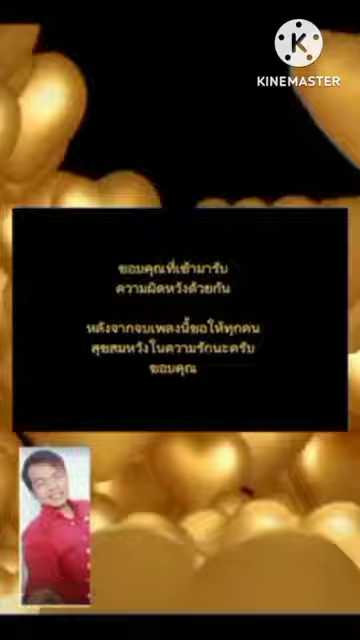 KINEMASTER
ขอบคุณที่เข้ามารับ
ความผิดหวังด้วยกัน
หลังจากจบเพลงนี้ขอให้ทุกคน
สุขสมหวังในความรักนะครับ
ขอบคุณ